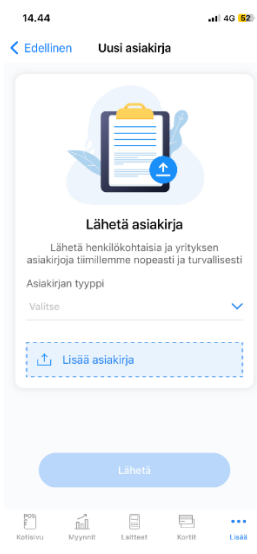 14.44
4G 52
Edellinen
Uusi asiakirja
Lähetä asiakirja
Lähetä henkilökohtaisia ja yrityksen
asiakirjoja tiimillemme nopeasti ja turvallisesti
Asiakirjan tyyppi
Valitse
Lisää asiakirja
Lähetä
POS
Kotisivu
Myynnit
Laitteet
Kortit
Lisää